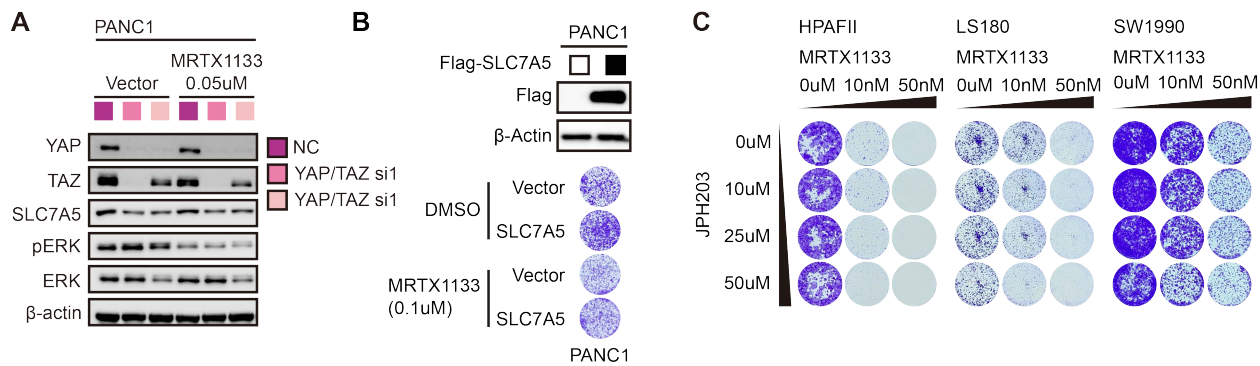 A
PANC1
Vector
MRTX1133
0.05uM
YAP
TAZ
SLC7A5
pERK
ERK
β-actin
NC
YAP/TAZ si1
YAP/TAZ si1
B
PANC1
Flag-SLC7A5
Flag
β-Actin
DMSO
Vector
SLC7A5
MRTX1133
(0.1uM)
Vector
SLC7A5
PANC1
C
HPAFII
MRTX1133
0uM 10nM 50nM
LS180
MRTX1133
0uM 10nM 50nM
SW1990
MRTX1133
0uM 10nM 50nM
JPH203
0uM
10uM
25uM
50uM